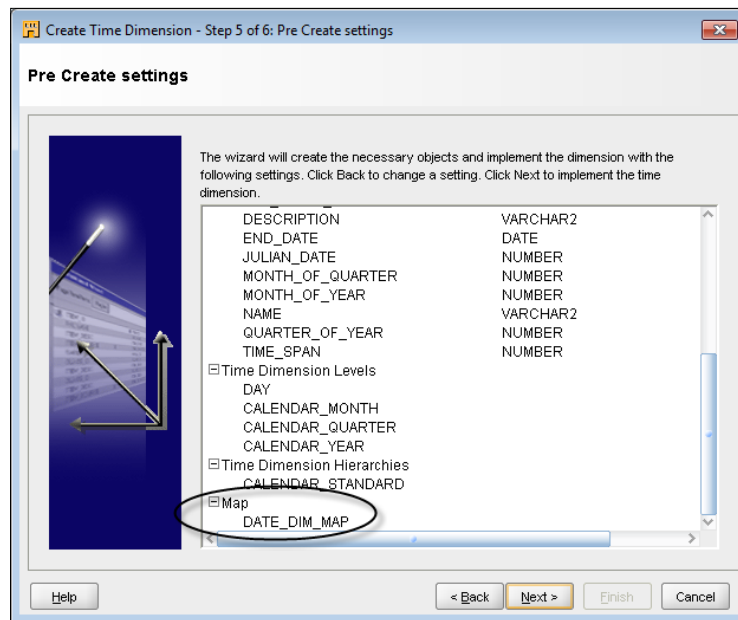 Create Time Dimension - Step 5 of 6: Pre Create settings
Pre Create settings
The wizard will create the necessary objects and implement the dimension with the
following settings. Click Back to change a setting. Click Next to implement the time
dimension.
DESCRIPTION VARCHAR2
END_DATE DATE
JULIAN_DATE NUMBER
MONTH_OF_QUARTER NUMBER
MONTH_OF_YEAR NUMBER
NAME VARCHAR2
QUARTER_OF_YEAR NUMBER
TIME_SPAN NUMBER
Time Dimension Levels
DAY
CALENDAR_MONTH
CALENDAR_QUARTER
CALENDAR_YEAR
Time Dimension Hierarchies
CALENDAR_STANDARD
Map
DATE_DIM_MAP
Help < Back Next > Finish Cancel